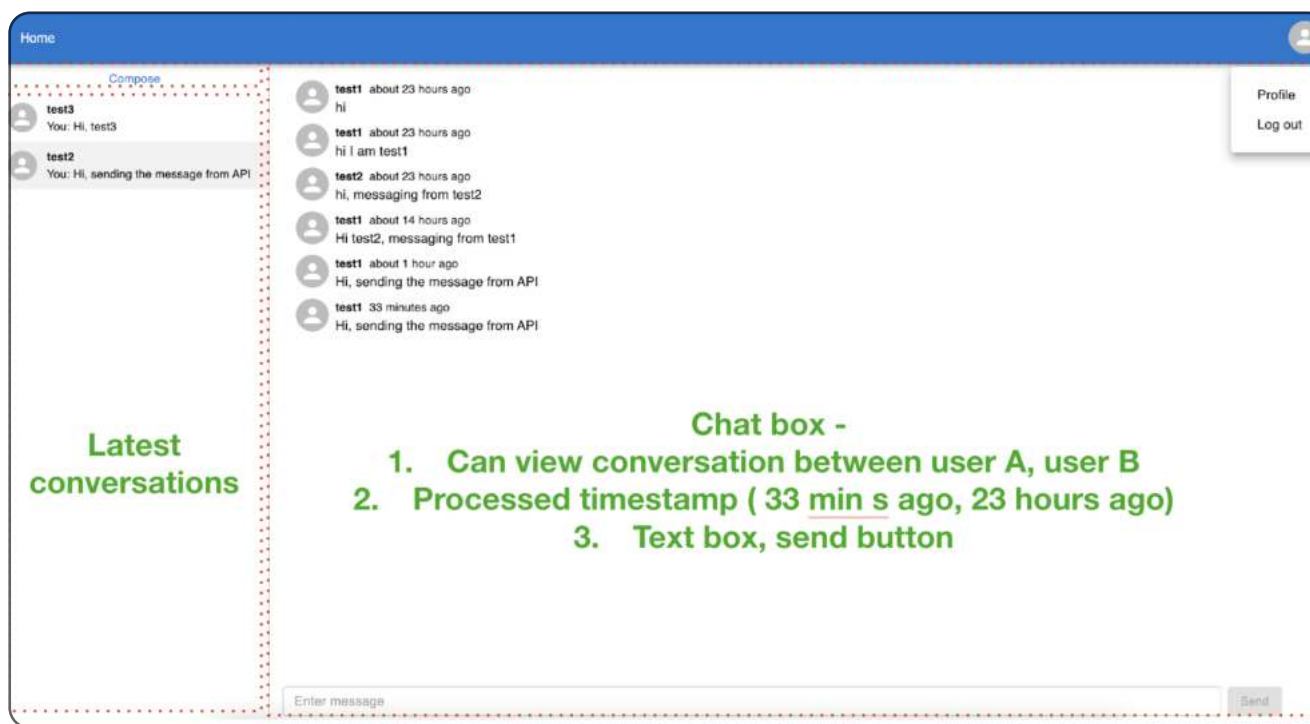 Home
Compose
test3
You: Hi, test3
test2
You: Hi, sending the message from API
test1 about 23 hours ago
hi
test1 about 23 hours ago
hi I am test1
test2 about 23 hours ago
hi, messaging from test2
test1 about 14 hours ago
Hi test2, messaging from test1
test1 about 1 hour ago
Hi, sending the message from API
test1 33 minutes ago
Hi, sending the message from API
Profile
Log out
Latest
conversations
Chat box -
1. Can view conversation between user A, user B
2. Processed timestamp ( 33 min s ago, 23 hours ago)
3. Text box, send button
Enter message
Send